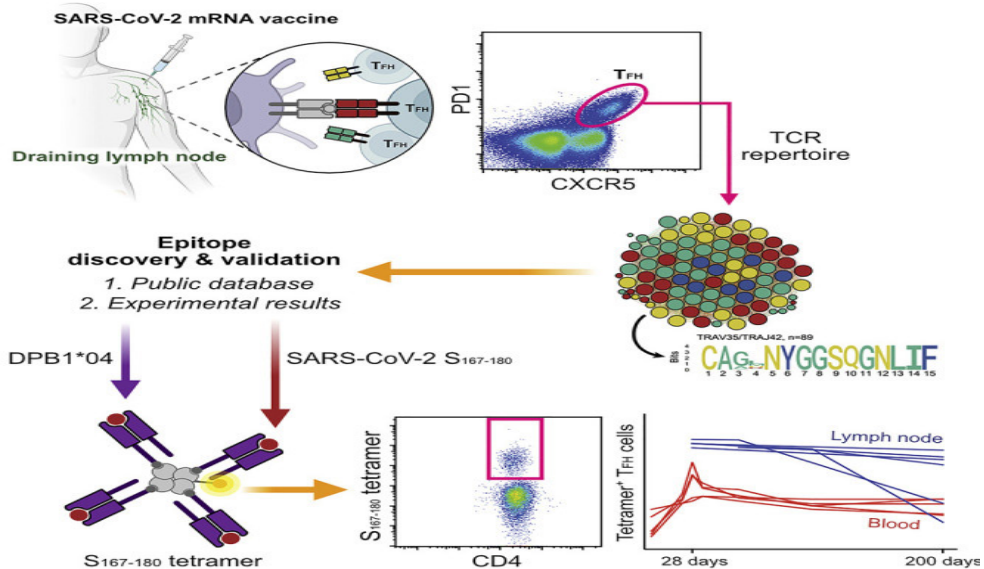 SARS-CoV-2 mRNA vaccine
TFH
TFH
TFH
Draining lymph node
PD1
TFH
CXCR5
TCR
repertoire
Epitope
discovery & validation
1. Public database
2. Experimental results
DPB1*04
SARS-CoV-2 S167-180
TRAV35/TRAJ42, n=89
Bits
CAG NYGGSQGNLIF
1 2 3 4 5 6 7 8 9 10 11 12 13 14 15
S167-180 tetramer
S167-180 tetramer
CD4
Tetramer+ TFH cells
Lymph node
Blood
28 days
200 days